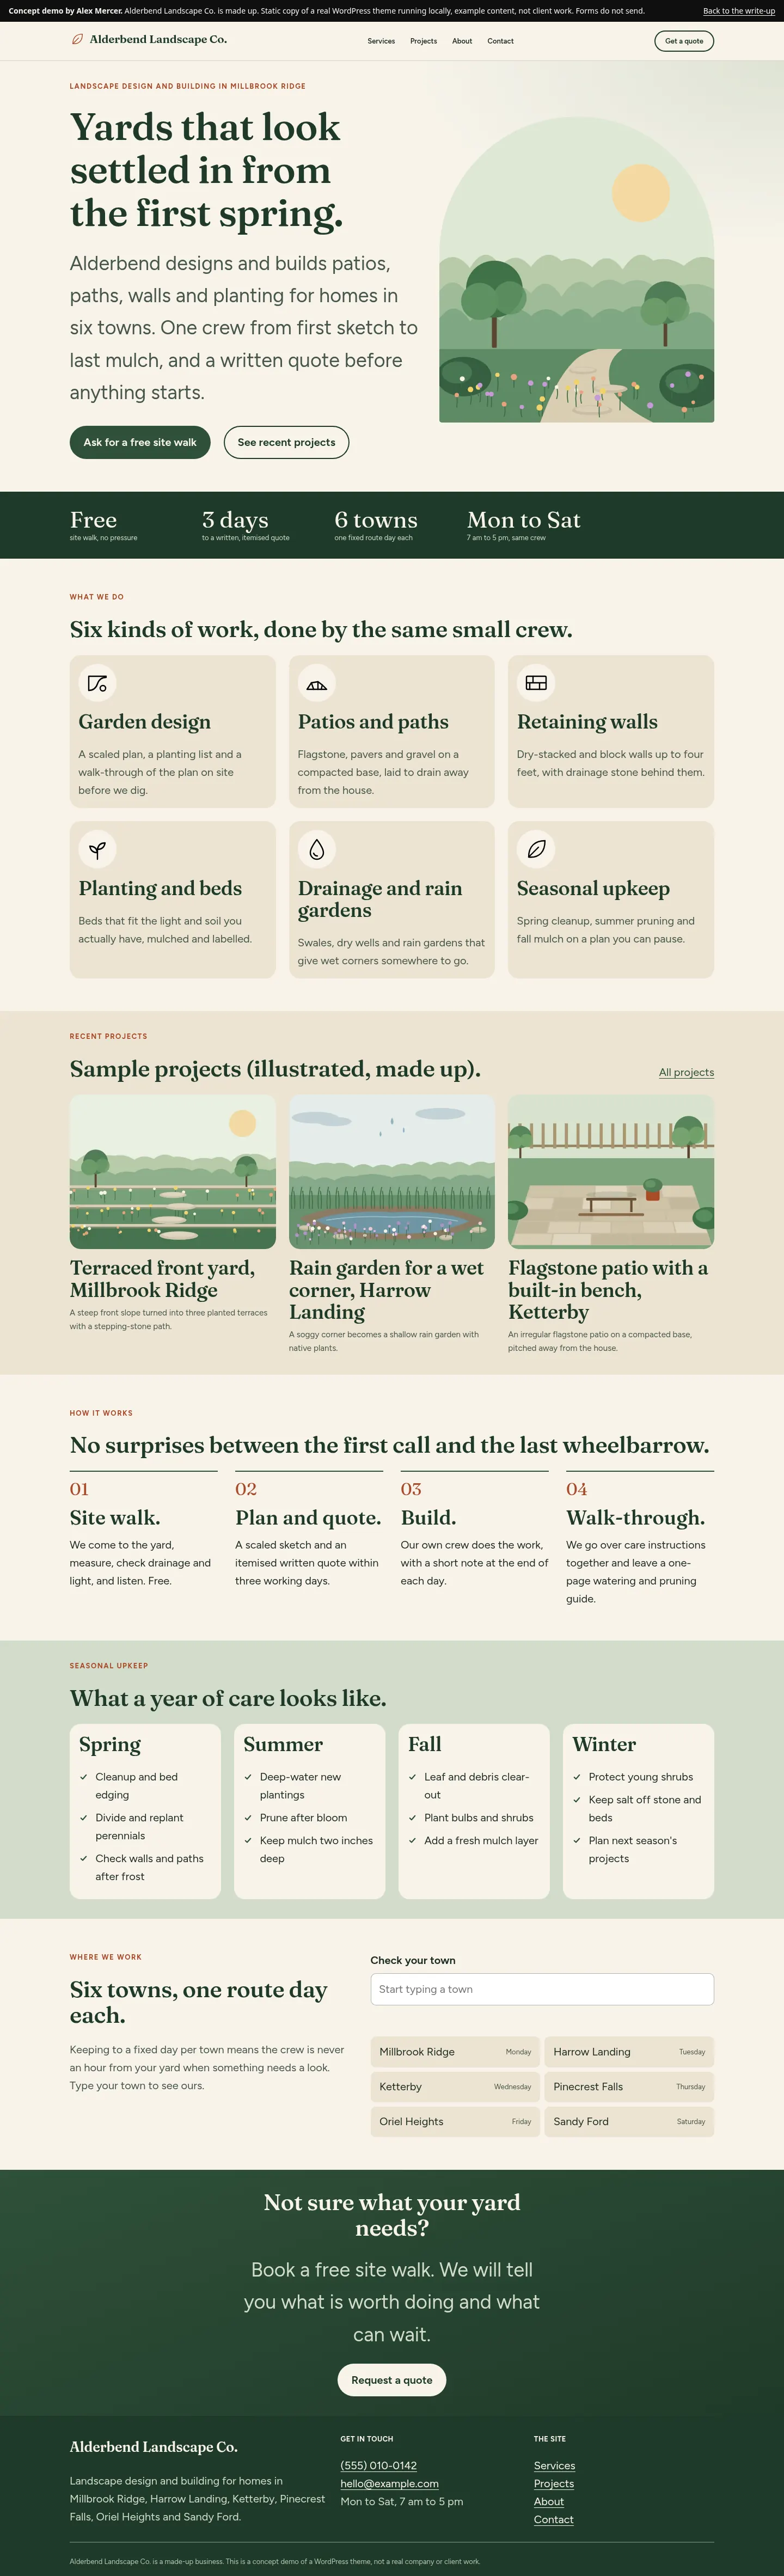 Concept demo by Alex Mercer. Alderbend Landscape Co. is made up. Static copy of a real WordPress theme running locally, example content, not client work. Forms do not send.
Back to the write-up
Alderbend Landscape Co.
Services
Projects
About
Contact
Get a quote
LANDSCAPE DESIGN AND BUILDING IN MILLBROOK RIDGE
Yards that look
settled in from
the first spring.
Alderbend designs and builds patios,
paths, walls and planting for homes in
six towns. One crew from first sketch to
last mulch, and a written quote before
anything starts.
Ask for a free site walk
See recent projects
Free
site walk, no pressure
3 days
to a written, itemised quote
6 towns
one fixed route day each
Mon to Sat
7 am to 5 pm, same crew
WHAT WE DO
Six kinds of work, done by the same small crew.
Garden design
A scaled plan, a planting list and a
walk-through of the plan on site
before we dig.
Patios and paths
Flagstone, pavers and gravel on a
compacted base, laid to drain away
from the house.
Retaining walls
Dry-stacked and block walls up to four
feet, with drainage stone behind them.
Planting and beds
Beds that fit the light and soil you
actually have, mulched and labelled.
Drainage and rain
gardens
Swales, dry wells and rain gardens that
give wet corners somewhere to go.
Seasonal upkeep
Spring cleanup, summer pruning and
fall mulch on a plan you can pause.
RECENT PROJECTS
Sample projects (illustrated, made up).
All projects
Terraced front yard,
Millbrook Ridge
A steep front slope turned into three planted terraces
with a stepping-stone path.
Rain garden for a wet
corner, Harrow
Landing
A soggy corner becomes a shallow rain garden with
native plants.
Flagstone patio with a
built-in bench,
Ketterby
An irregular flagstone patio on a compacted base,
pitched away from the house.
HOW IT WORKS
No surprises between the first call and the last wheelbarrow.
01
Site walk.
We come to the yard,
measure, check drainage and
light, and listen. Free.
02
Plan and quote.
A scaled sketch and an
itemised written quote within
three working days.
03
Build.
Our own crew does the work,
with a short note at the end of
each day.
04
Walk-through.
We go over care instructions
together and leave a one-
page watering and pruning
guide.
SEASONAL UPKEEP
What a year of care looks like.
Spring
Cleanup and bed
edging
Divide and replant
perennials
Check walls and paths
after frost
Summer
Deep-water new
plantings
Prune after bloom
Keep mulch two inches
deep
Fall
Leaf and debris clear-
out
Plant bulbs and shrubs
Add a fresh mulch layer
Winter
Protect young shrubs
Keep salt off stone and
beds
Plan next season's
projects
WHERE WE WORK
Six towns, one route day
each.
Keeping to a fixed day per town means the crew is never
an hour from your yard when something needs a look.
Type your town to see ours.
Check your town
Start typing a town
Millbrook Ridge Monday
Harrow Landing Tuesday
Ketterby Wednesday
Pinecrest Falls Thursday
Oriel Heights Friday
Sandy Ford Saturday
Not sure what your yard
needs?
Book a free site walk. We will tell
you what is worth doing and what
can wait.
Request a quote
Alderbend Landscape Co.
Landscape design and building for homes in
Millbrook Ridge, Harrow Landing, Ketterby, Pinecrest
Falls, Oriel Heights and Sandy Ford.
GET IN TOUCH
(555) 010-0142
hello@example.com
Mon to Sat, 7 am to 5 pm
THE SITE
Services
Projects
About
Contact
Alderbend Landscape Co. is a made-up business. This is a concept demo of a WordPress theme, not a real company or client work.